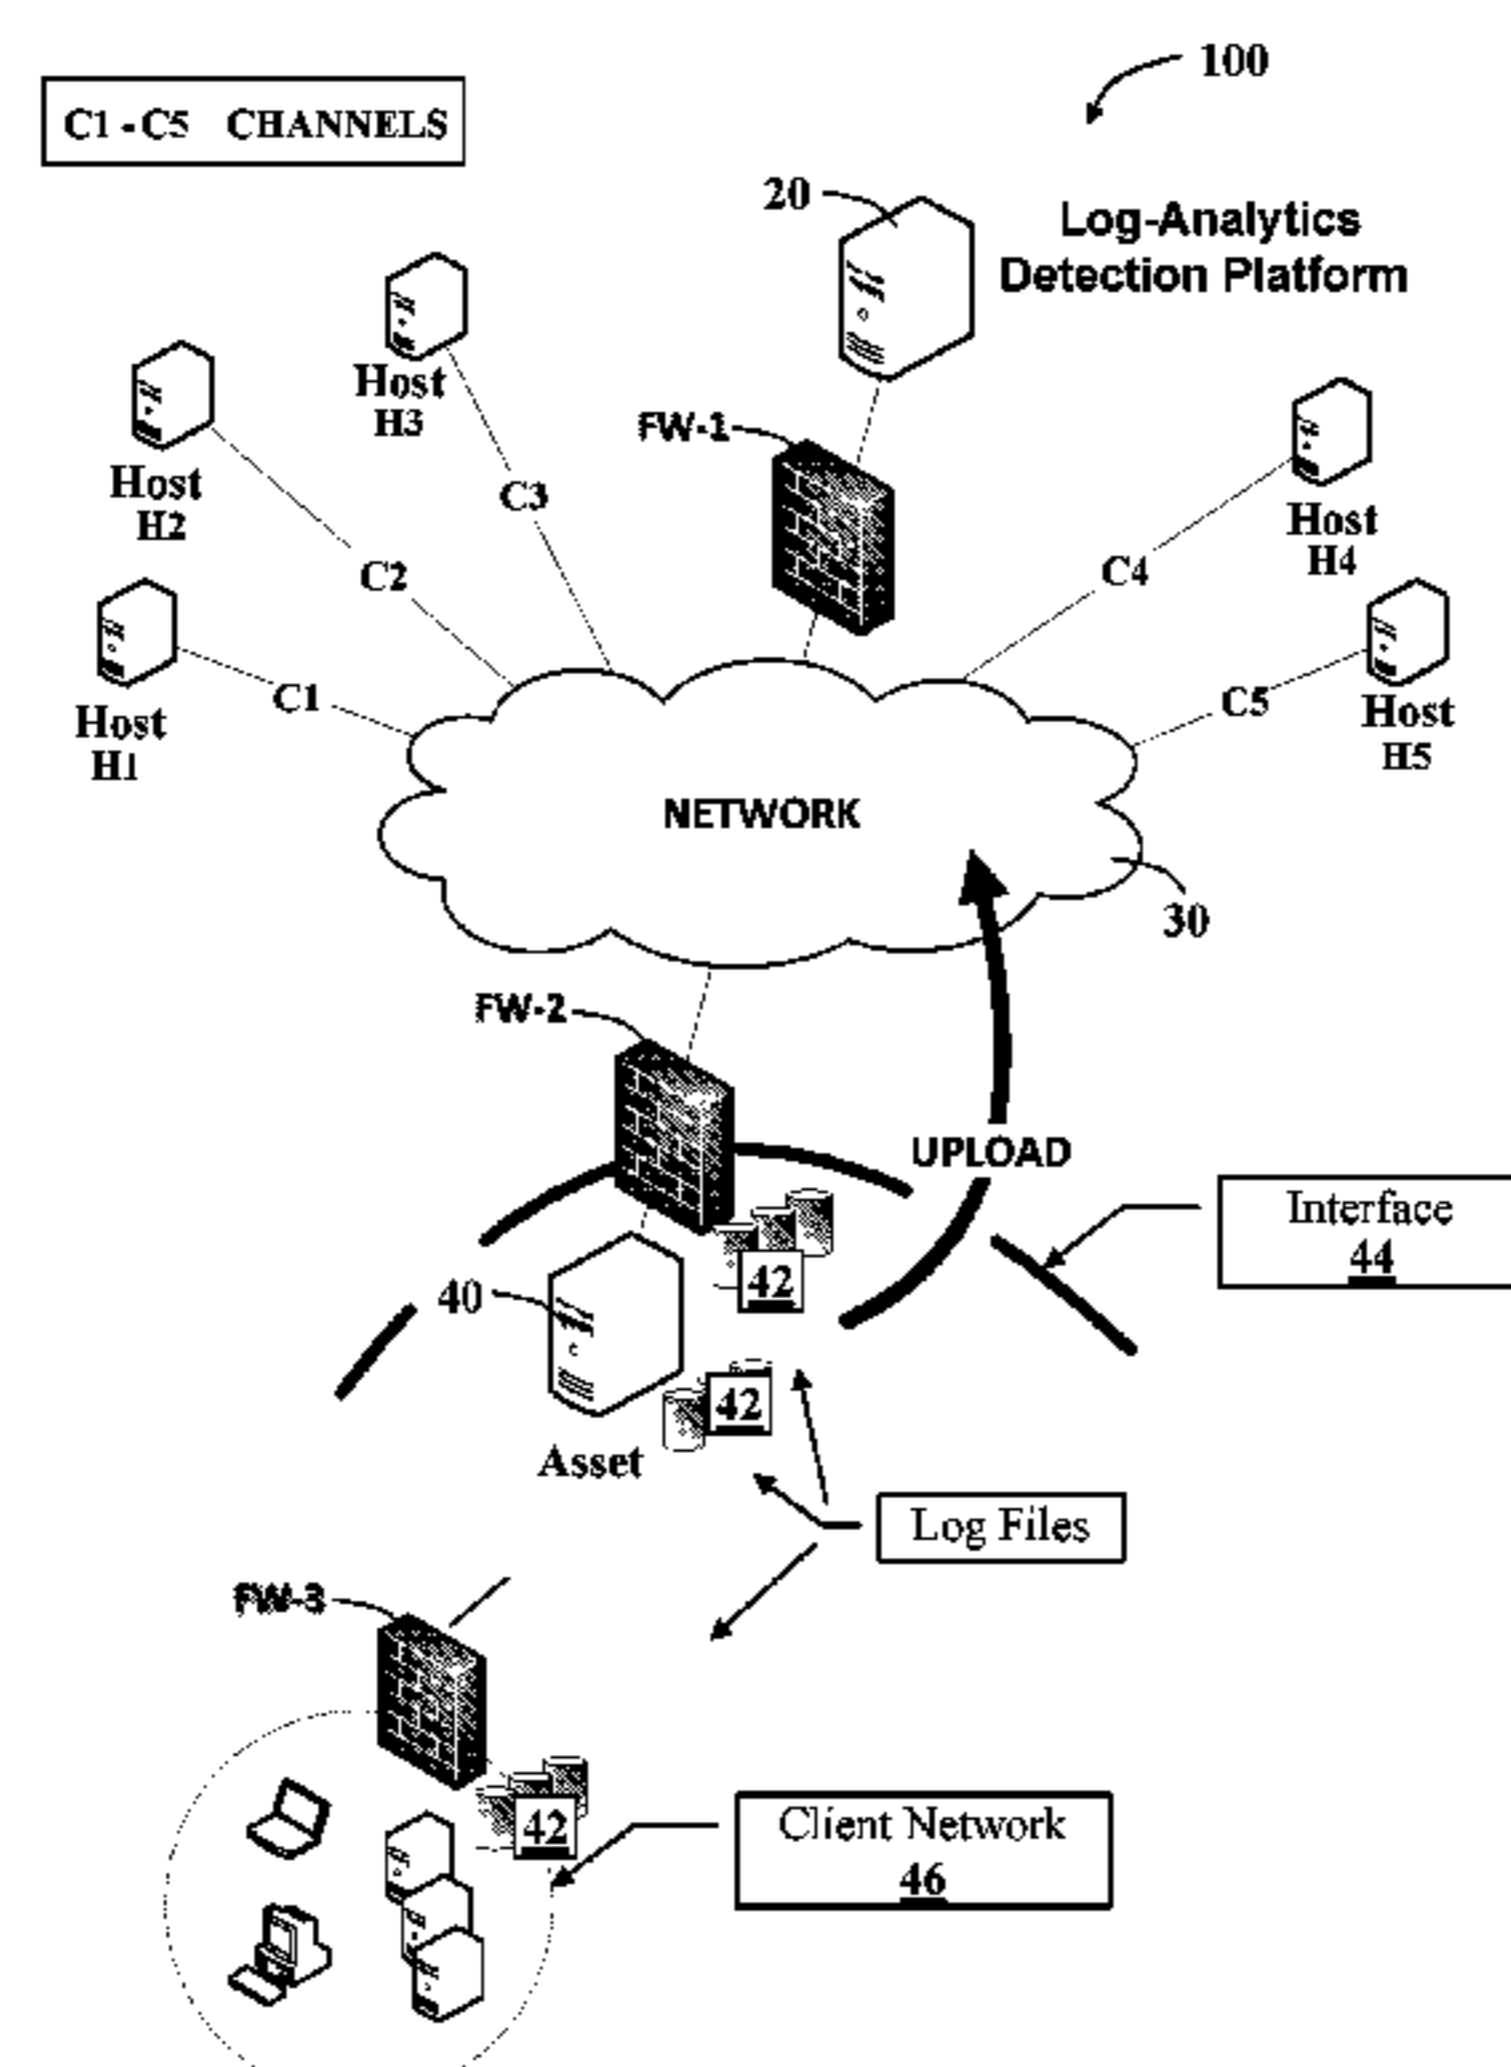 100
C1 - C5 CHANNELS
20
Log-Analytics
Detection Platform
Host
H3
FW-1
Host
H2
C3
Host
H4
C2
C4
Host
H1
C1
C5
Host
H5
NETWORK
30
FW-2
UPLOAD
Interface
44
42
40
42
Asset
Log Files
FW-3
42
Client Network
46